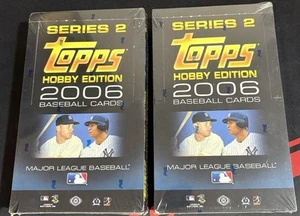 SERIES 2
Topps
HOBBY EDITION
2006
BASEBALL CARDS
MAJOR LEAGUE BASEBALL
SERIES 2
Topps
HOBBY EDITION
2006
BASEBALL CARDS
MAJOR LEAGUE BASEBALL